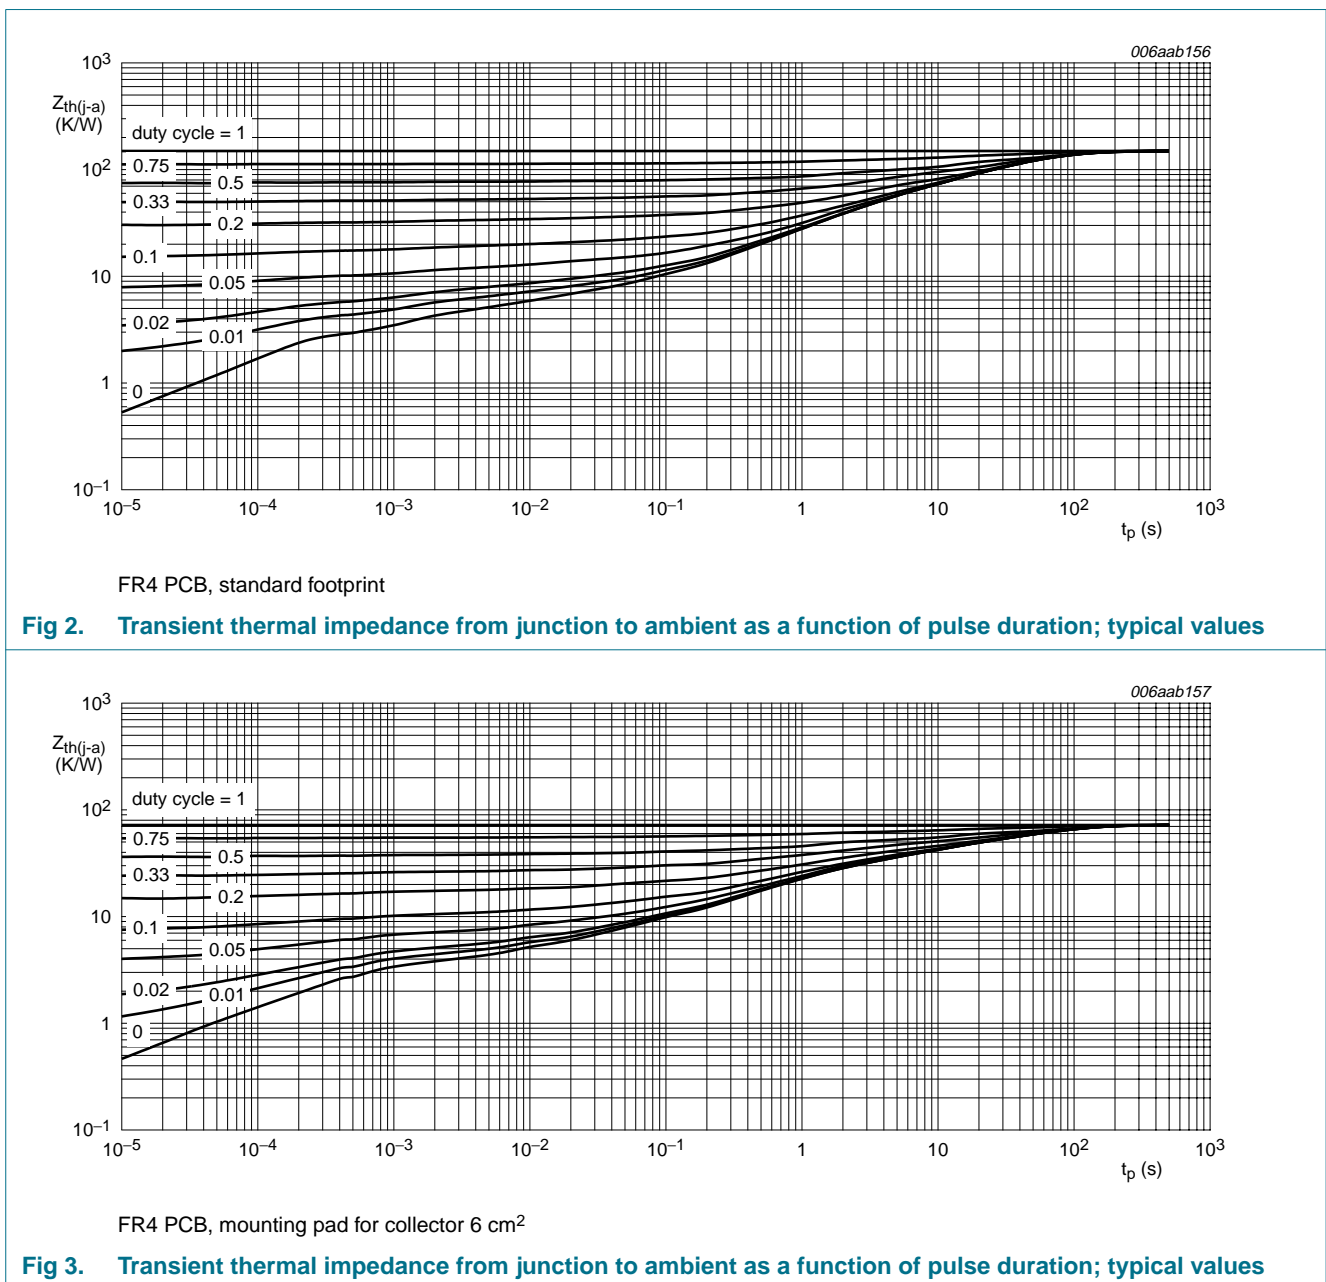 006aab156
10³
Z_th(j-a)
(K/W)
duty cycle = 1
10²
0.75
0.5
0.33
0.2
0.1
10
0.05
0.02
0.01
1
0
10⁻¹
10⁻⁵ 10⁻⁴ 10⁻³ 10⁻² 10⁻¹ 1 10 10² 10³
t_p (s)
FR4 PCB, standard footprint
Fig 2. Transient thermal impedance from junction to ambient as a function of pulse duration; typical values
006aab157
10³
Z_th(j-a)
(K/W)
duty cycle = 1
10²
0.75
0.5
0.33
0.2
10
0.1
0.05
0.02
0.01
1
0
10⁻¹
10⁻⁵ 10⁻⁴ 10⁻³ 10⁻² 10⁻¹ 1 10 10² 10³
t_p (s)
FR4 PCB, mounting pad for collector 6 cm²
Fig 3. Transient thermal impedance from junction to ambient as a function of pulse duration; typical values